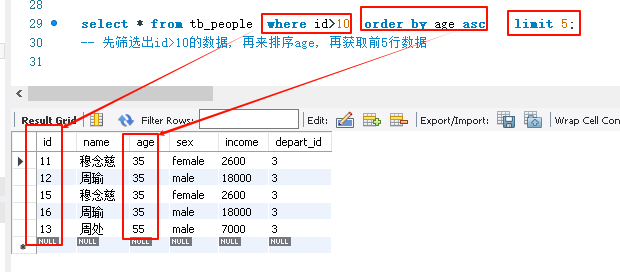 28
29 select * from tb_people where id>10 order by age asc limit 5;
30 -- 先筛选出id>10的数据，再来排序age，再获取前5行数据
31
Result Grid Filter Rows: Edit: Export/Import: Wrap Cell Con
id name age sex income depart_id
11 穆念慈 35 female 2600 3
12 周瑜 35 male 18000 3
15 穆念慈 35 female 2600 3
16 周瑜 35 male 18000 3
13 周处 55 male 7000 3
NULL NULL NULL NULL NULL NULL